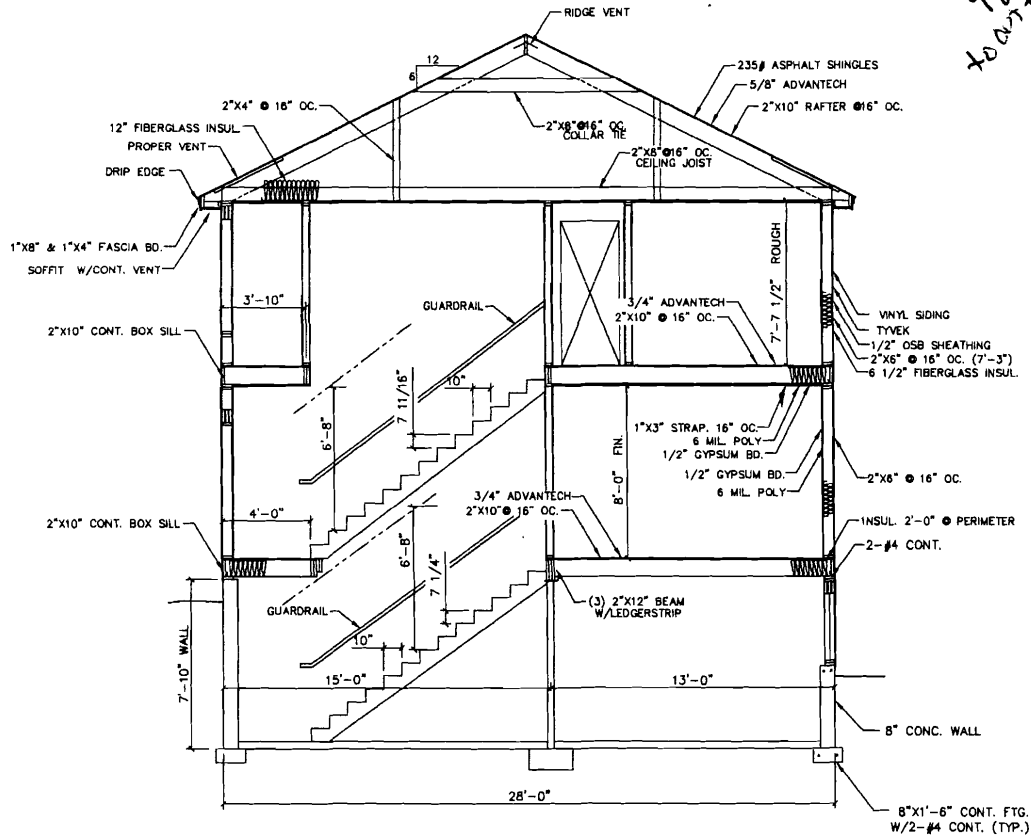 RIDGE VENT
12
6
235# ASPHALT SHINGLES
5/8" ADVANTECH
2"X10" RAFTER @16" OC.
2"X4" @ 16" OC.
12" FIBERGLASS INSUL.
PROPER VENT
DRIP EDGE
2"X8"@16" OC.
COLLAR TIE
2"X8"@16" OC.
CEILING JOIST
1"X8" & 1"X4" FASCIA BD.
SOFFIT W/CONT. VENT
3'-10"
GUARDRAIL
7'-7 1/2" ROUGH
2"X10" CONT. BOX SILL
3/4" ADVANTECH
2"X10" @ 16" OC.
VINYL SIDING
TYVEK
1/2" OSB SHEATHING
2"X6" @ 16" OC. (7'-3")
6 1/2" FIBERGLASS INSUL.
10"
7 11/16"
6'-8"
1"X3" STRAP. 16" OC.
6 MIL. POLY
1/2" GYPSUM BD.
1/2" GYPSUM BD.
6 MIL. POLY
8'-0" FIN.
2"X6" @ 16" OC.
2"X10" CONT. BOX SILL
4'-0"
3/4" ADVANTECH
2"X10"@ 16" OC.
INSUL. 2'-0" @ PERIMETER
2-#4 CONT.
6'-8"
7 1/4"
GUARDRAIL
10"
(3) 2"X12" BEAM
W/LEDGERSTRIP
7'-10" WALL
15'-0"
13'-0"
8" CONC. WALL
28'-0"
8"X1'-6" CONT. FTG.
W/2-#4 CONT. (TYP.)